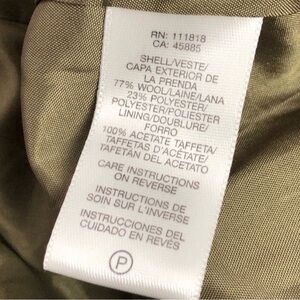 RN: 111818
CA: 45885
SHELL/VESTE/
CAPA EXTERIOR DE
LA PRENDA
77% WOOL/LAINE/LANA
23% POLYESTER/
POLYESTER/POLIESTER
LINING/DOUBLURE/
FORRO
100% ACETATE TAFFETA/
TAFFETAS D'ACÉTATE/
TAFETÁN DEL ACETATO
CARE INSTRUCTIONS
ON REVERSE
INSTRUCTIONS DE
SOIN SUR L'INVERSE
INSTRUCCIONES DEL
CUIDADO EN REVÉS
P